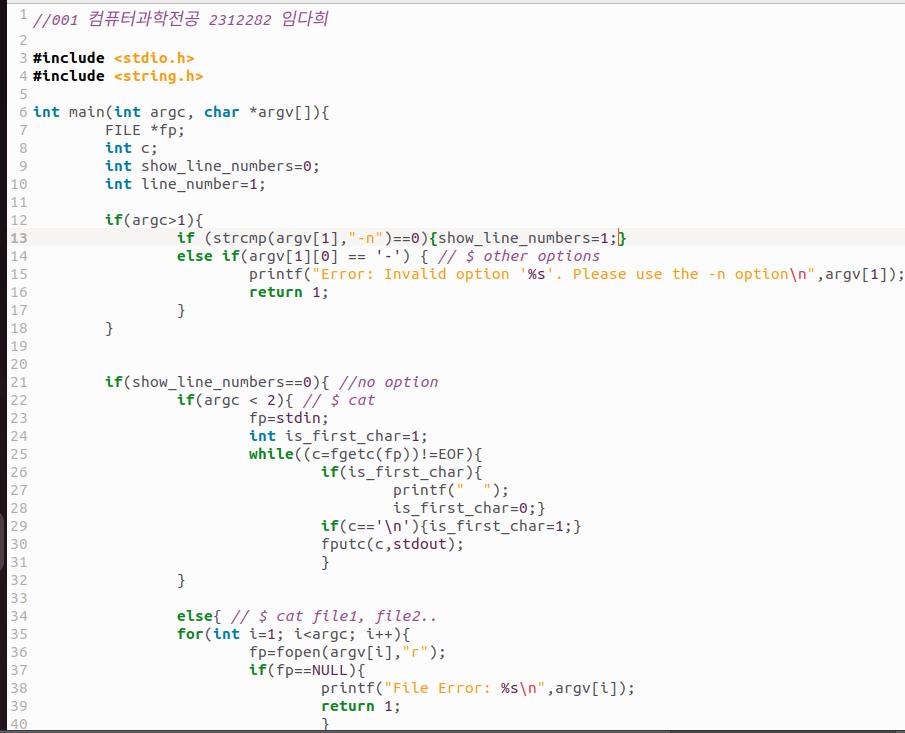 1 //001 컴퓨터과학전공 2312282 임다희
2
3 #include <stdio.h>
4 #include <string.h>
5
6 int main(int argc, char *argv[]){
7 FILE *fp;
8 int c;
9 int show_line_numbers=0;
10 int line_number=1;
11
12 if(argc>1){
13 if (strcmp(argv[1],"-n")==0){show_line_numbers=1;}
14 else if(argv[1][0] == '-') { // $ other options
15 printf("Error: Invalid option '%s'. Please use the -n option\n",argv[1]);
16 return 1;
17 }
18 }
19
20
21 if(show_line_numbers==0){ //no option
22 if(argc < 2){ // $ cat
23 fp=stdin;
24 int is_first_char=1;
25 while((c=fgetc(fp))!=EOF){
26 if(is_first_char){
27 printf("  ");
28 is_first_char=0;}
29 if(c=='\n'){is_first_char=1;}
30 fputc(c,stdout);
31 }
32 }
33
34 else{ // $ cat file1, file2..
35 for(int i=1; i<argc; i++){
36 fp=fopen(argv[i],"r");
37 if(fp==NULL){
38 printf("File Error: %s\n",argv[i]);
39 return 1;
40 }